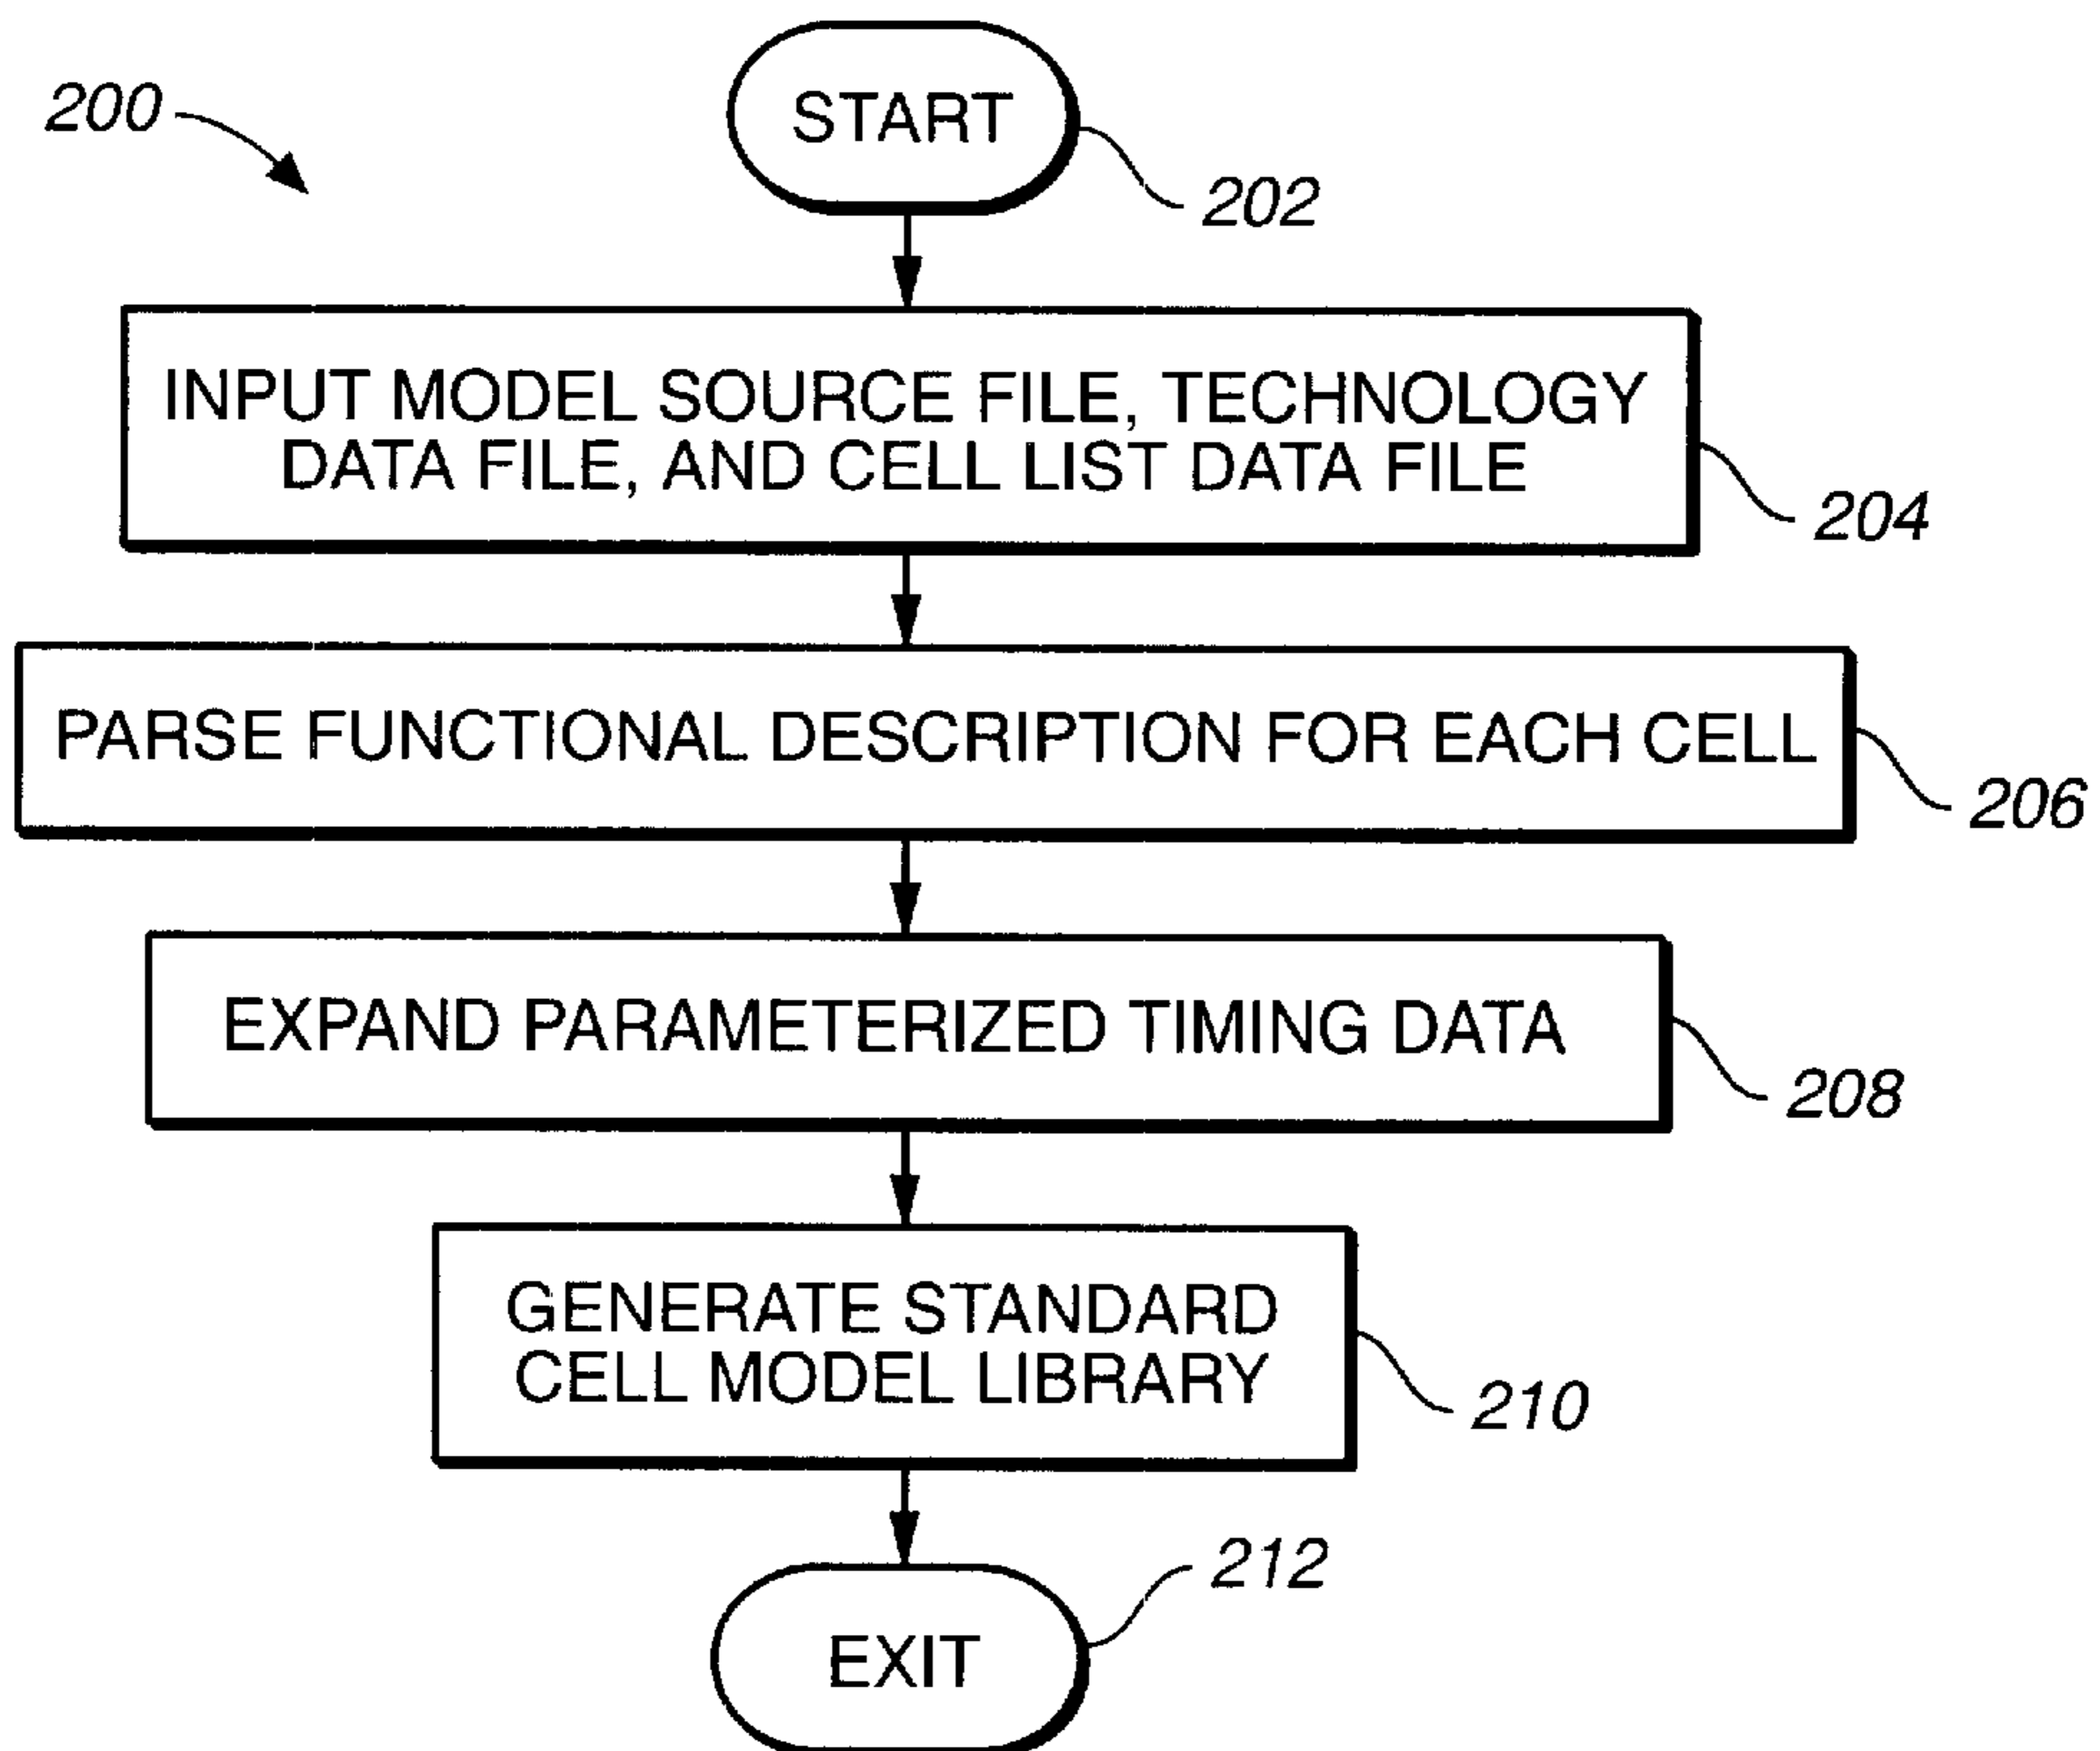 200
START
202
INPUT MODEL SOURCE FILE, TECHNOLOGY
DATA FILE, AND CELL LIST DATA FILE
204
PARSE FUNCTIONAL DESCRIPTION FOR EACH CELL
206
EXPAND PARAMETERIZED TIMING DATA
208
GENERATE STANDARD
CELL MODEL LIBRARY
210
212
EXIT